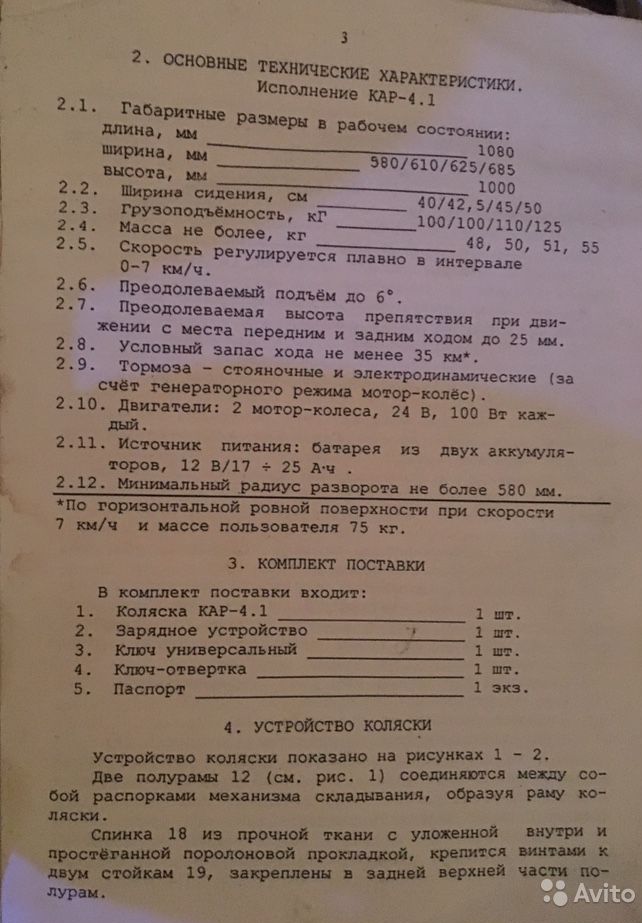 3
2. ОСНОВНЫЕ ТЕХНИЧЕСКИЕ ХАРАКТЕРИСТИКИ.
Исполнение КАР-4.1
2.1. Габаритные размеры в рабочем состоянии:
длина, мм 1080
ширина, мм 580/610/625/685
высота, мм 1000
2.2. Ширина сидения, см 40/42,5/45/50
2.3. Грузоподъёмность, кГ 100/100/110/125
2.4. Масса не более, кг 48, 50, 51, 55
2.5. Скорость регулируется плавно в интервале
0-7 км/ч.
2.6. Преодолеваемый подъём до 6°.
2.7. Преодолеваемая высота препятствия при дви-
жении с места передним и задним ходом до 25 мм.
2.8. Условный запас хода не менее 35 км*.
2.9. Тормоза - стояночные и электродинамические (за
счёт генераторного режима мотор-колёс).
2.10. Двигатели: 2 мотор-колеса, 24 В, 100 Вт каж-
дый.
2.11. Источник питания: батарея из двух аккумуля-
торов, 12 В/17 ÷ 25 А·ч .
2.12. Минимальный радиус разворота не более 580 мм.
*По горизонтальной ровной поверхности при скорости
7 км/ч и массе пользователя 75 кг.
3. КОМПЛЕКТ ПОСТАВКИ
В комплект поставки входит:
1. Коляска КАР-4.1 1 шт.
2. Зарядное устройство 1 шт.
3. Ключ универсальный 1 шт.
4. Ключ-отвертка 1 шт.
5. Паспорт 1 экз.
4. УСТРОЙСТВО КОЛЯСКИ
Устройство коляски показано на рисунках 1 - 2.
Две полурамы 12 (см. рис. 1) соединяются между со-
бой распорками механизма складывания, образуя раму ко-
ляски.
Спинка 18 из прочной ткани с уложенной внутри и
простёганной поролоновой прокладкой, крепится винтами к
двум стойкам 19, закреплены в задней верхней части по-
лурам.
Avito